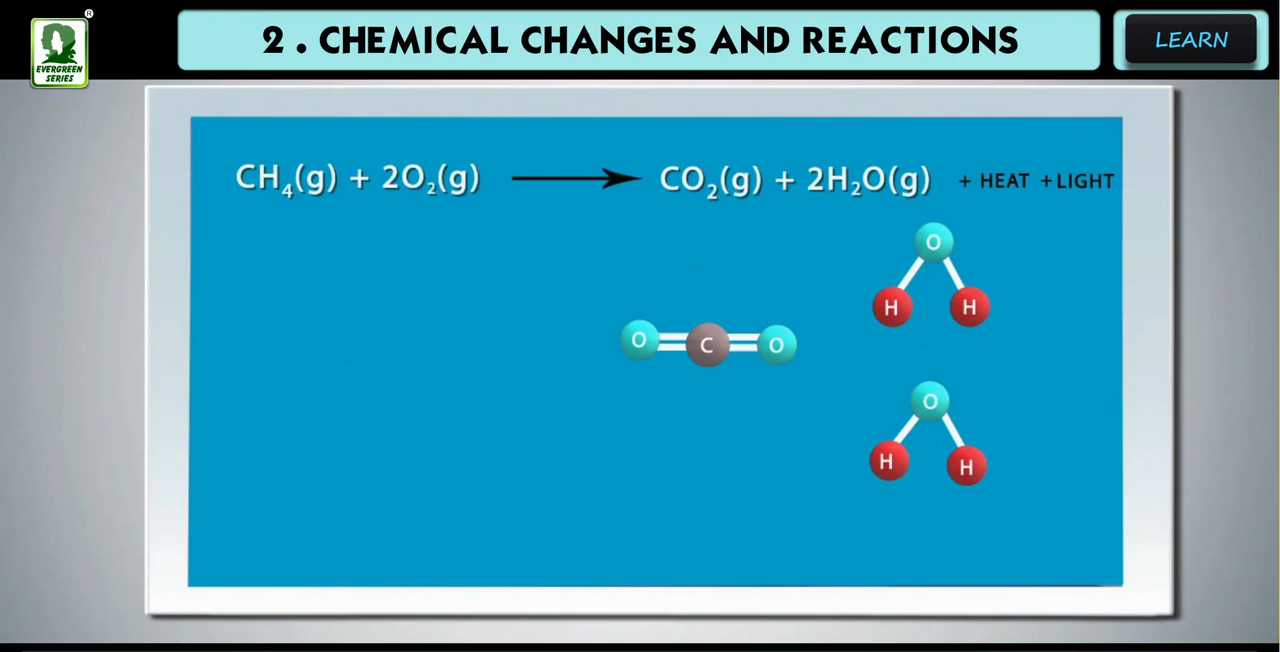 2 . CHEMICAL CHANGES AND REACTIONS
LEARN
®
EVERGREEN
SERIES
CH₄(g) + 2O₂(g) ⟶ CO₂(g) + 2H₂O(g) + HEAT +LIGHT
O
H H
O C O
O
H H